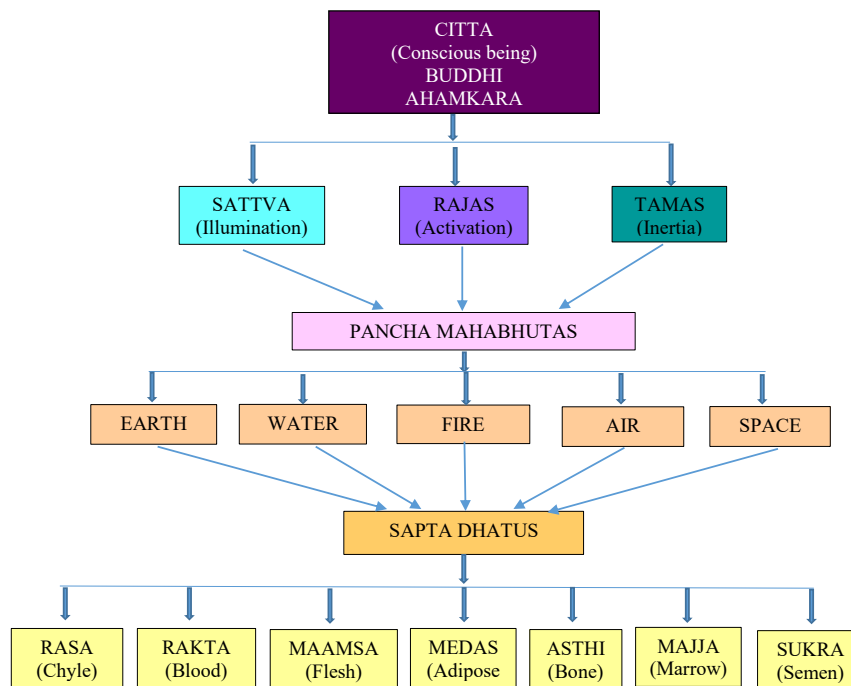 CITTA
(Conscious being)
BUDDHI
AHAMKARA
SATTVA
(Illumination)
RAJAS
(Activation)
TAMAS
(Inertia)
PANCHA MAHABHUTAS
EARTH
WATER
FIRE
AIR
SPACE
SAPTA DHATUS
RASA
(Chyle)
RAKTA
(Blood)
MAAMSA
(Flesh)
MEDAS
(Adipose
ASTHI
(Bone)
MAJJA
(Marrow)
SUKRA
(Semen)